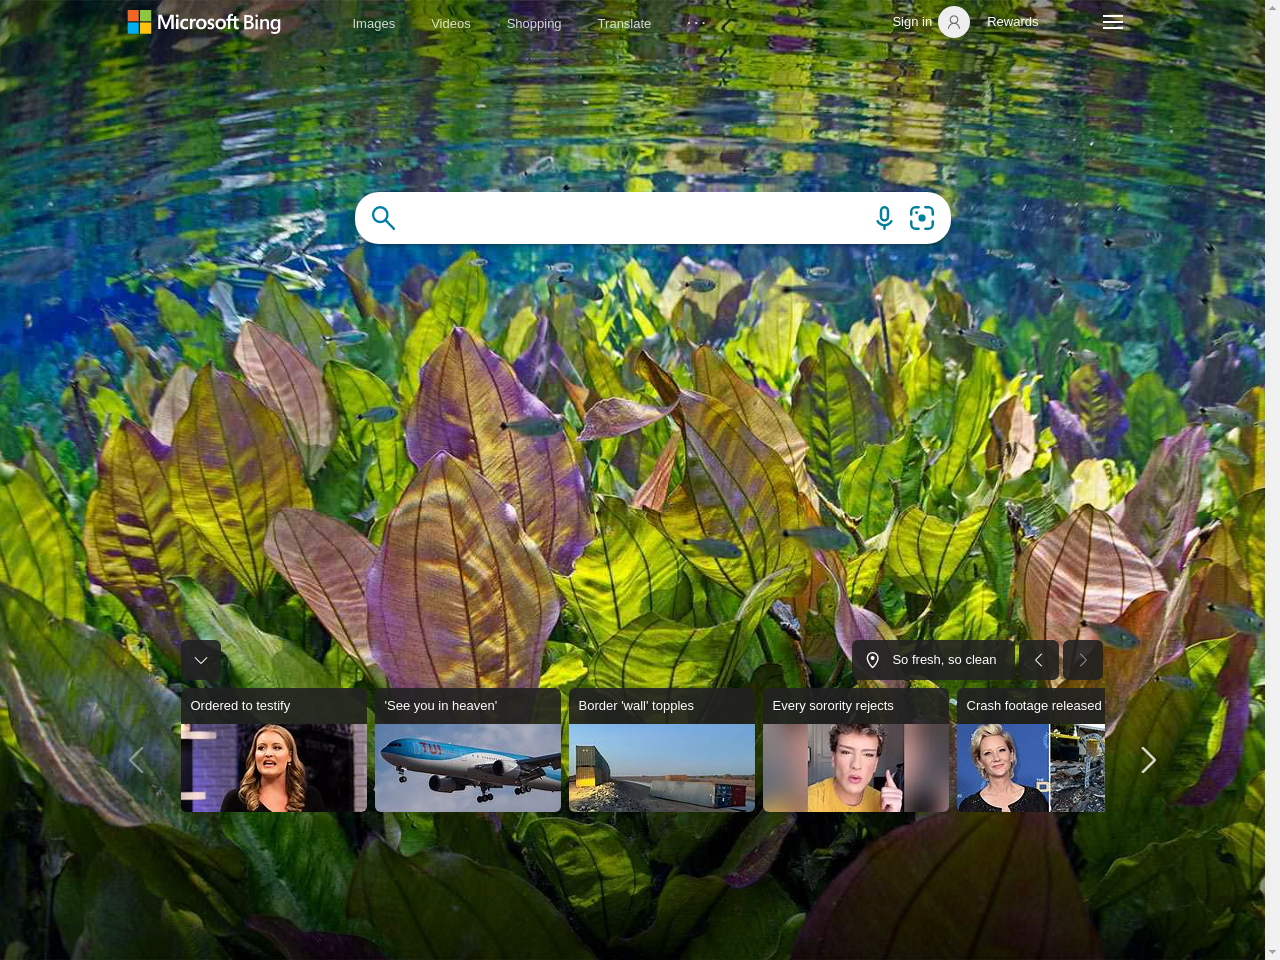 Microsoft Bing
Images
Videos
Shopping
Translate
Sign in
Rewards
So fresh, so clean
Ordered to testify
'See you in heaven'
Border 'wall' topples
Every sorority rejects
Crash footage released
TUI